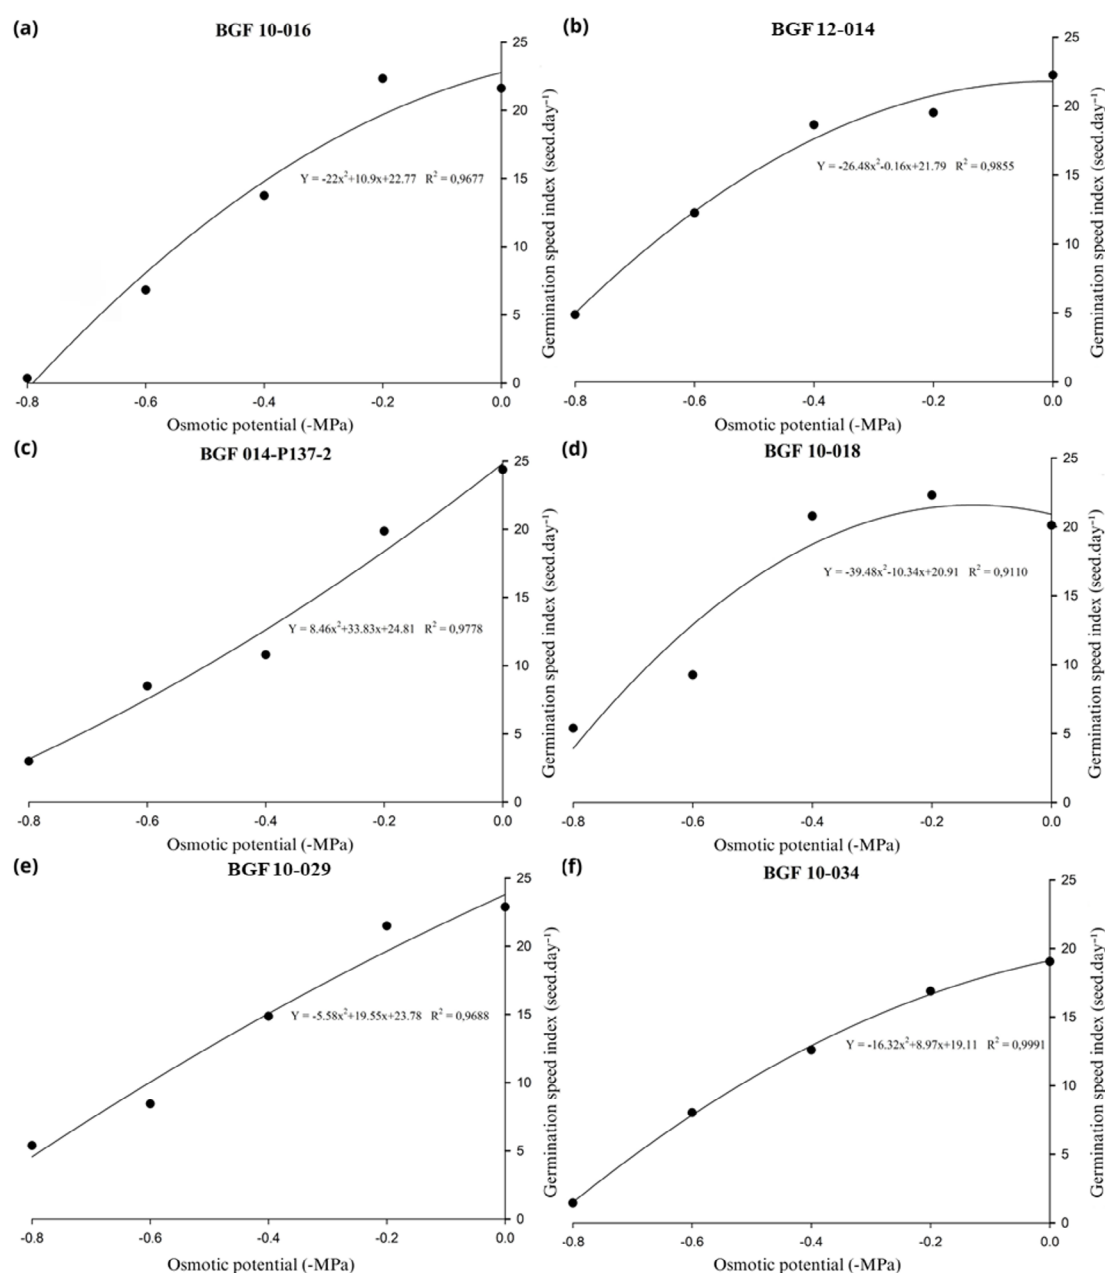 (a)
BGF 10-016
25
20
15
10
5
0
Y = -22x²+10.9x+22.77 R² = 0,9677
Germination speed index (seed.day⁻¹)
-0.8 -0.6 -0.4 -0.2 0.0
Osmotic potential (-MPa)
(b)
BGF 12-014
25
20
15
10
5
0
Y = -26.48x²-0.16x+21.79 R² = 0,9855
Germination speed index (seed.day⁻¹)
-0.8 -0.6 -0.4 -0.2 0.0
Osmotic potential (-MPa)
(c)
BGF 014-P137-2
25
20
15
10
5
0
Y = 8.46x²+33.83x+24.81 R² = 0,9778
Germination speed index (seed.day⁻¹)
-0.8 -0.6 -0.4 -0.2 0.0
Osmotic potential (-MPa)
(d)
BGF 10-018
25
20
15
10
5
0
Y = -39.48x²-10.34x+20.91 R² = 0,9110
Germination speed index (seed.day⁻¹)
-0.8 -0.6 -0.4 -0.2 0.0
Osmotic potential (-MPa)
(e)
BGF 10-029
25
20
15
10
5
0
Y = -5.58x²+19.55x+23.78 R² = 0,9688
Germination speed index (seed.day⁻¹)
-0.8 -0.6 -0.4 -0.2 0.0
Osmotic potential (-MPa)
(f)
BGF 10-034
25
20
15
10
5
0
Y = -16.32x²+8.97x+19.11 R² = 0,9991
Germination speed index (seed.day⁻¹)
-0.8 -0.6 -0.4 -0.2 0.0
Osmotic potential (-MPa)